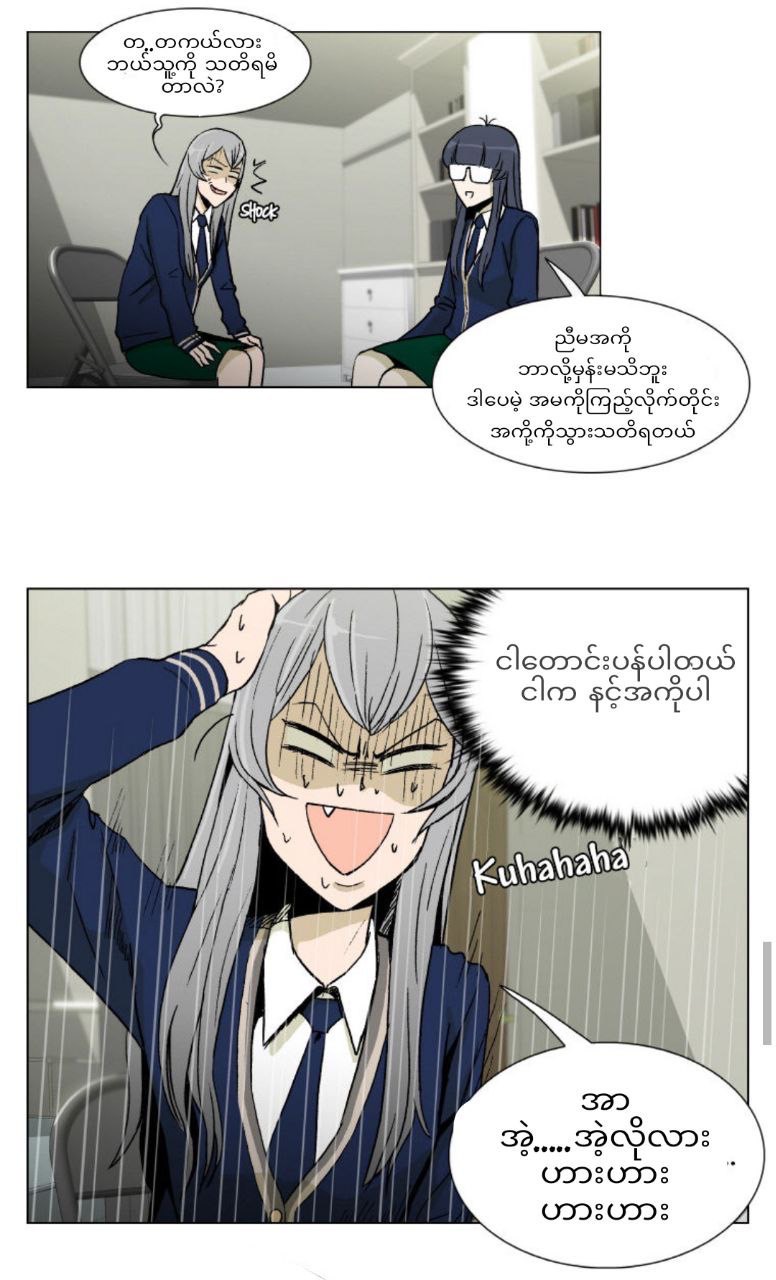 တ..တကယ်လား
ဘယ်သူ့ကို သတိရမိ
တာလဲ?
SHOCK
ညီမအကို
ဘာလို့မှန်းမသိဘူး
ဒါပေမဲ့ အမကိုကြည့်လိုက်တိုင်း
အကို့ကိုသွားသတိရတယ်
ငါတောင်းပန်ပါတယ်
ငါက နင့်အကိုပါ
Kuhahaha
အာ
အဲ့.....အဲ့လိုလား
ဟားဟား
ဟားဟား